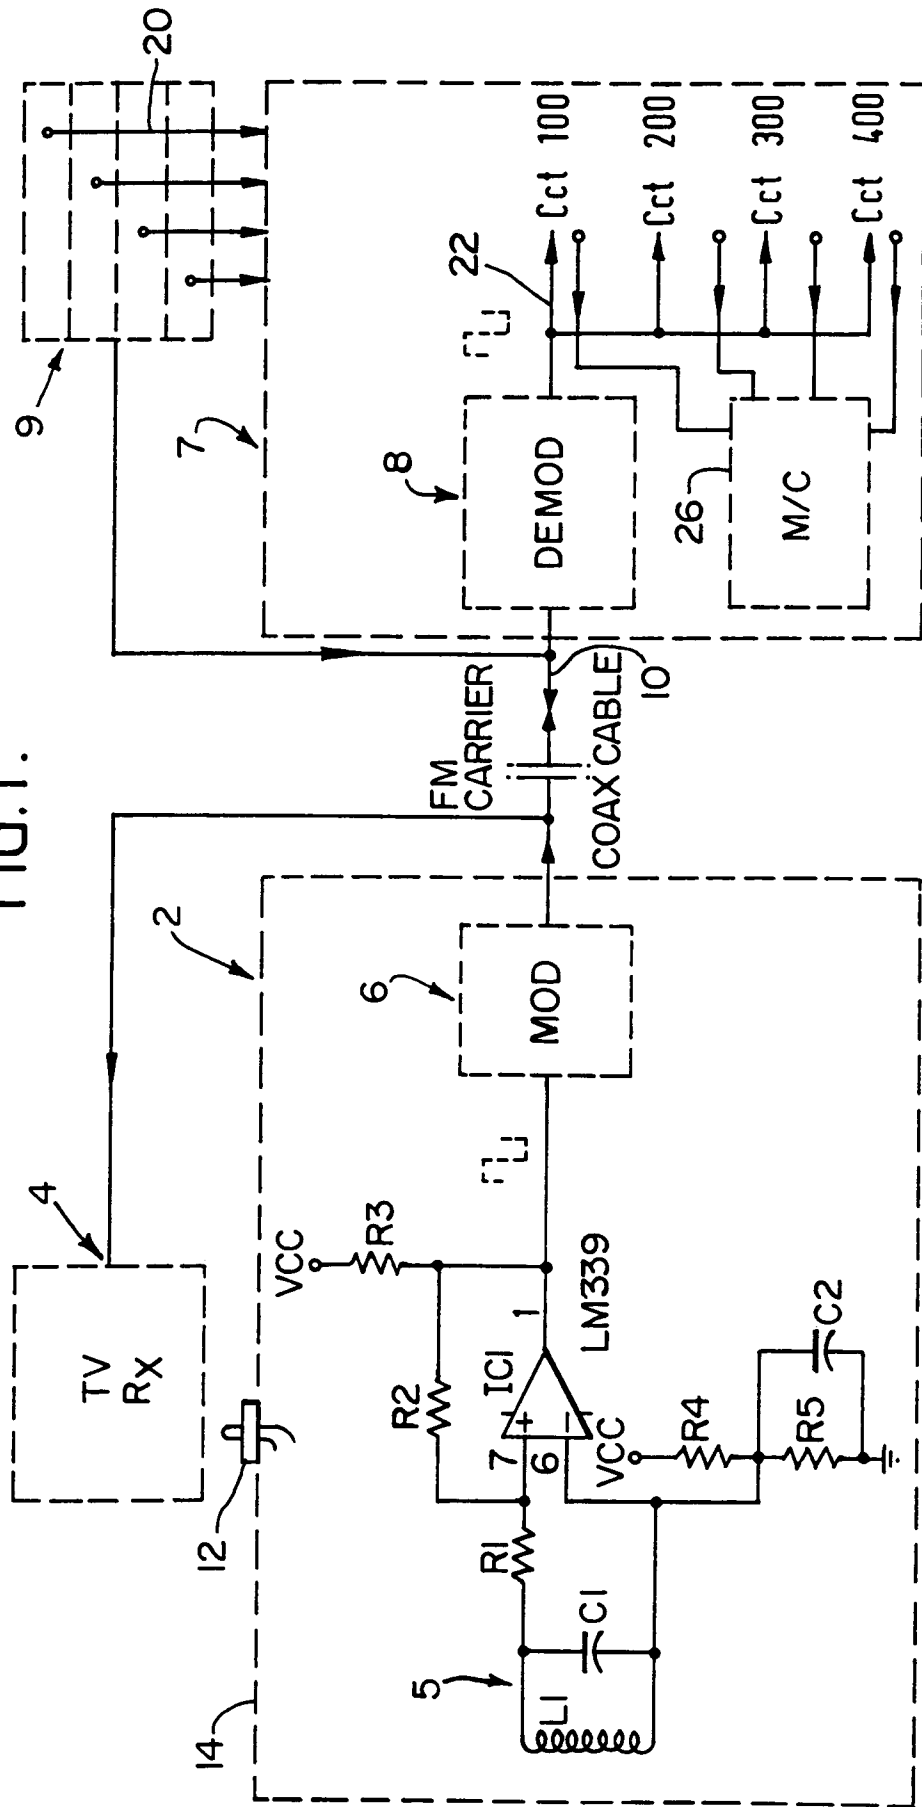 FIG. 1.
4
TV
RX
12
14
2
VCC
R3
R2
IC1
7
6
1
LM339
R1
5
L1
C1
VCC
R4
R5
C2
6
MOD
FM
CARRIER
COAX CABLE
10
9
20
7
8
DEMOD
22
26
M/C
Cct 100
Cct 200
Cct 300
Cct 400